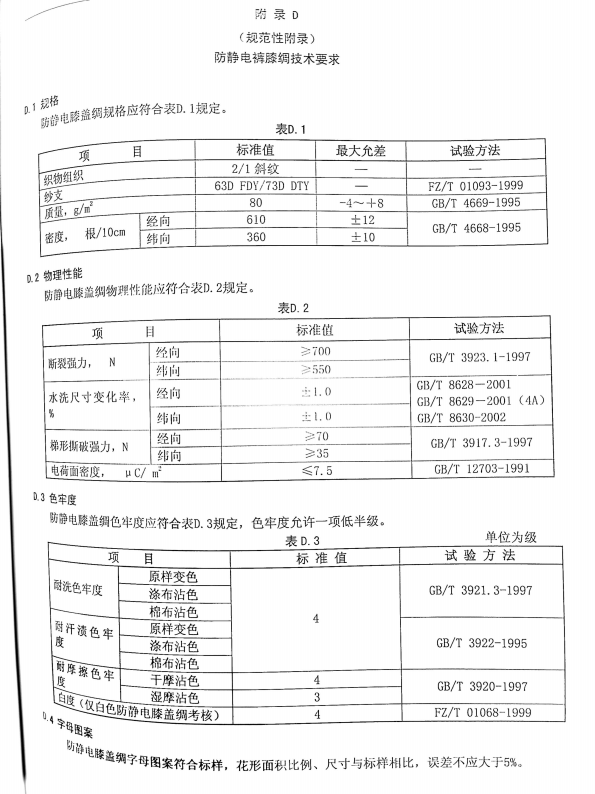 附 录 D
（规范性附录）
防静电裤膝绸技术要求
D.1 规格
防静电膝盖绸规格应符合表D.1规定。
表D.1
项 目 标准值 最大允差 试验方法
织物组织 2/1 斜纹 — —
纱支 63D FDY/73D DTY — FZ/T 01093-1999
质量，g/m² 80 -4～+8 GB/T 4669-1995
密度， 根/10cm 经向 610 ±12 GB/T 4668-1995
纬向 360 ±10
D.2 物理性能
防静电膝盖绸物理性能应符合表D.2规定。
表D.2
项 目 标准值 试验方法
断裂强力， N 经向 ≥700 GB/T 3923.1-1997
纬向 ≥550
水洗尺寸变化率， % 经向 ±1.0 GB/T 8628－2001
GB/T 8629－2001（4A）
纬向 ±1.0 GB/T 8630-2002
梯形撕破强力，N 经向 ≥70 GB/T 3917.3-1997
纬向 ≥35
电荷面密度， μC/ m² ≤7.5 GB/T 12703-1991
D.3 色牢度
防静电膝盖绸色牢度应符合表D.3规定，色牢度允许一项低半级。
表 D.3 单位为级
项 目 标 准 值 试 验 方 法
耐洗色牢度 原样变色 4 GB/T 3921.3-1997
涤布沾色
棉布沾色
耐汗渍色牢度 原样变色 GB/T 3922-1995
涤布沾色
棉布沾色
耐摩擦色牢度 干摩沾色 4 GB/T 3920-1997
湿摩沾色 3
白度（仅白色防静电膝盖绸考核） 4 FZ/T 01068-1999
D.4 字母图案
防静电膝盖绸字母图案符合标样，花形面积比例、尺寸与标样相比，误差不应大于5%。